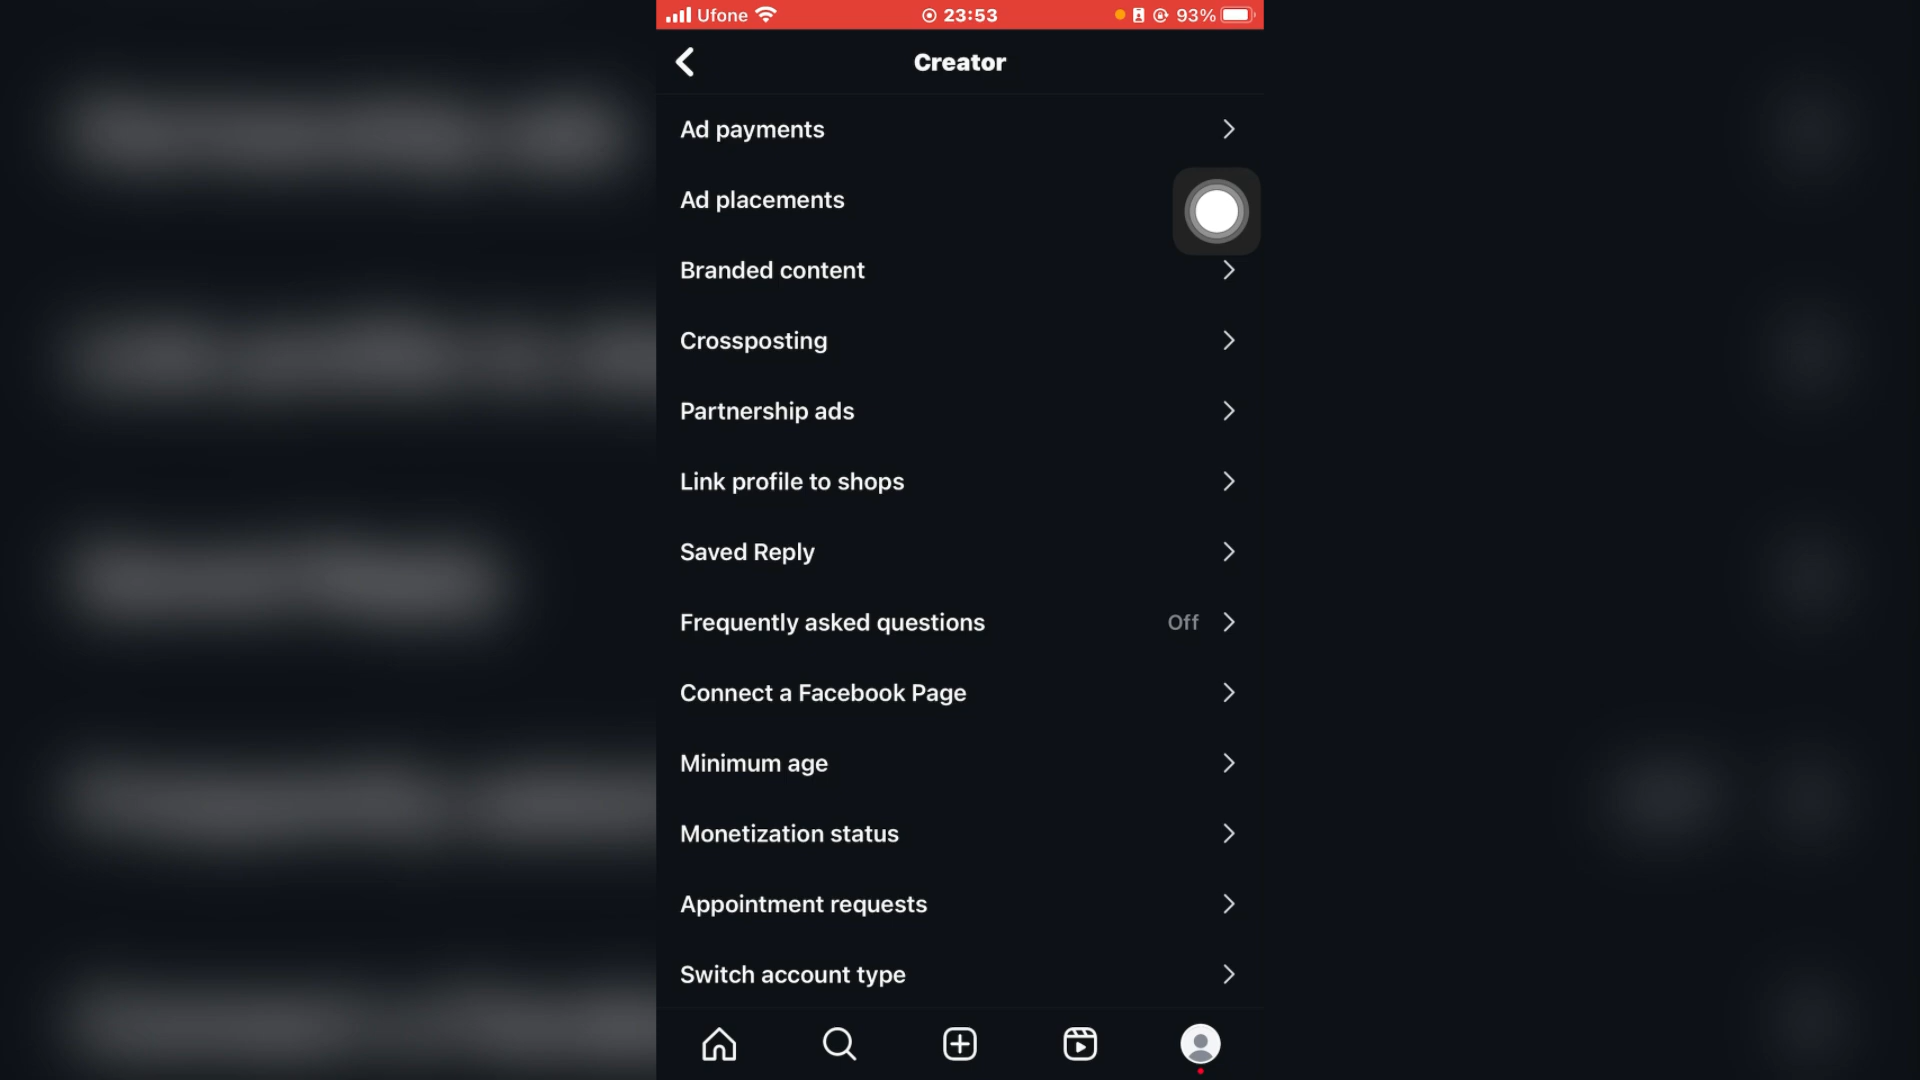 Ufone 23:53 93%
Creator
Ad payments
Ad placements
Branded content
Crossposting
Partnership ads
Link profile to shops
Saved Reply
Frequently asked questions Off
Connect a Facebook Page
Minimum age
Monetization status
Appointment requests
Switch account type